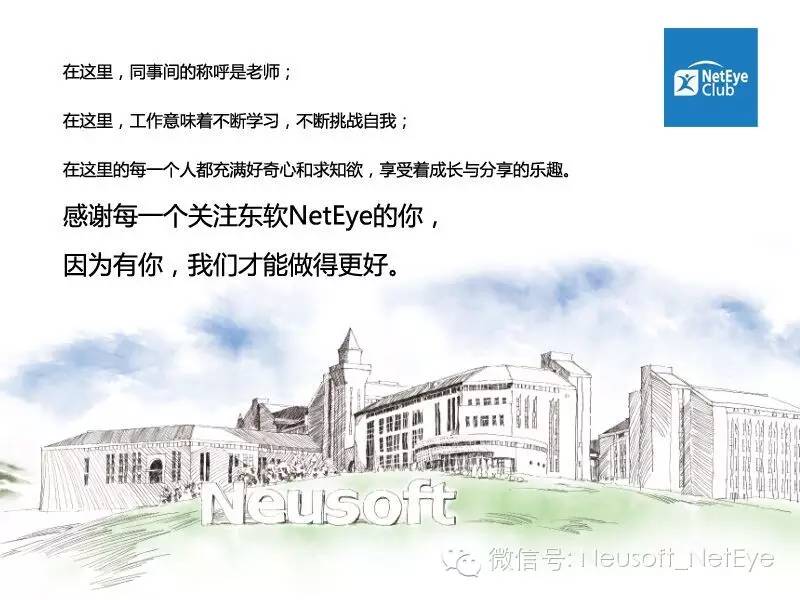 在这里，同事间的称呼是老师；
NetEye
Club
在这里，工作意味着不断学习，不断挑战自我；
在这里的每一个人都充满好奇心和求知欲，享受着成长与分享的乐趣。
感谢每一个关注东软NetEye的你，
因为有你，我们才能做得更好。
Neusoft
微信号: Neusoft_NetEye